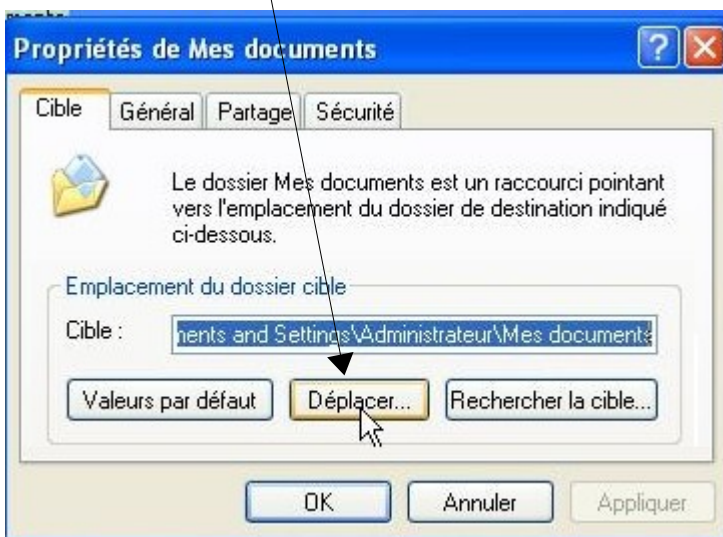 Propriétés de Mes documents
Cible Général Partage Sécurité
Le dossier Mes documents est un raccourci pointant
vers l'emplacement du dossier de destination indiqué
ci-dessous.
Emplacement du dossier cible
Cible : ments and Settings\Administrateur\Mes documents
Valeurs par défaut Déplacer... Rechercher la cible...
OK Annuler Appliquer